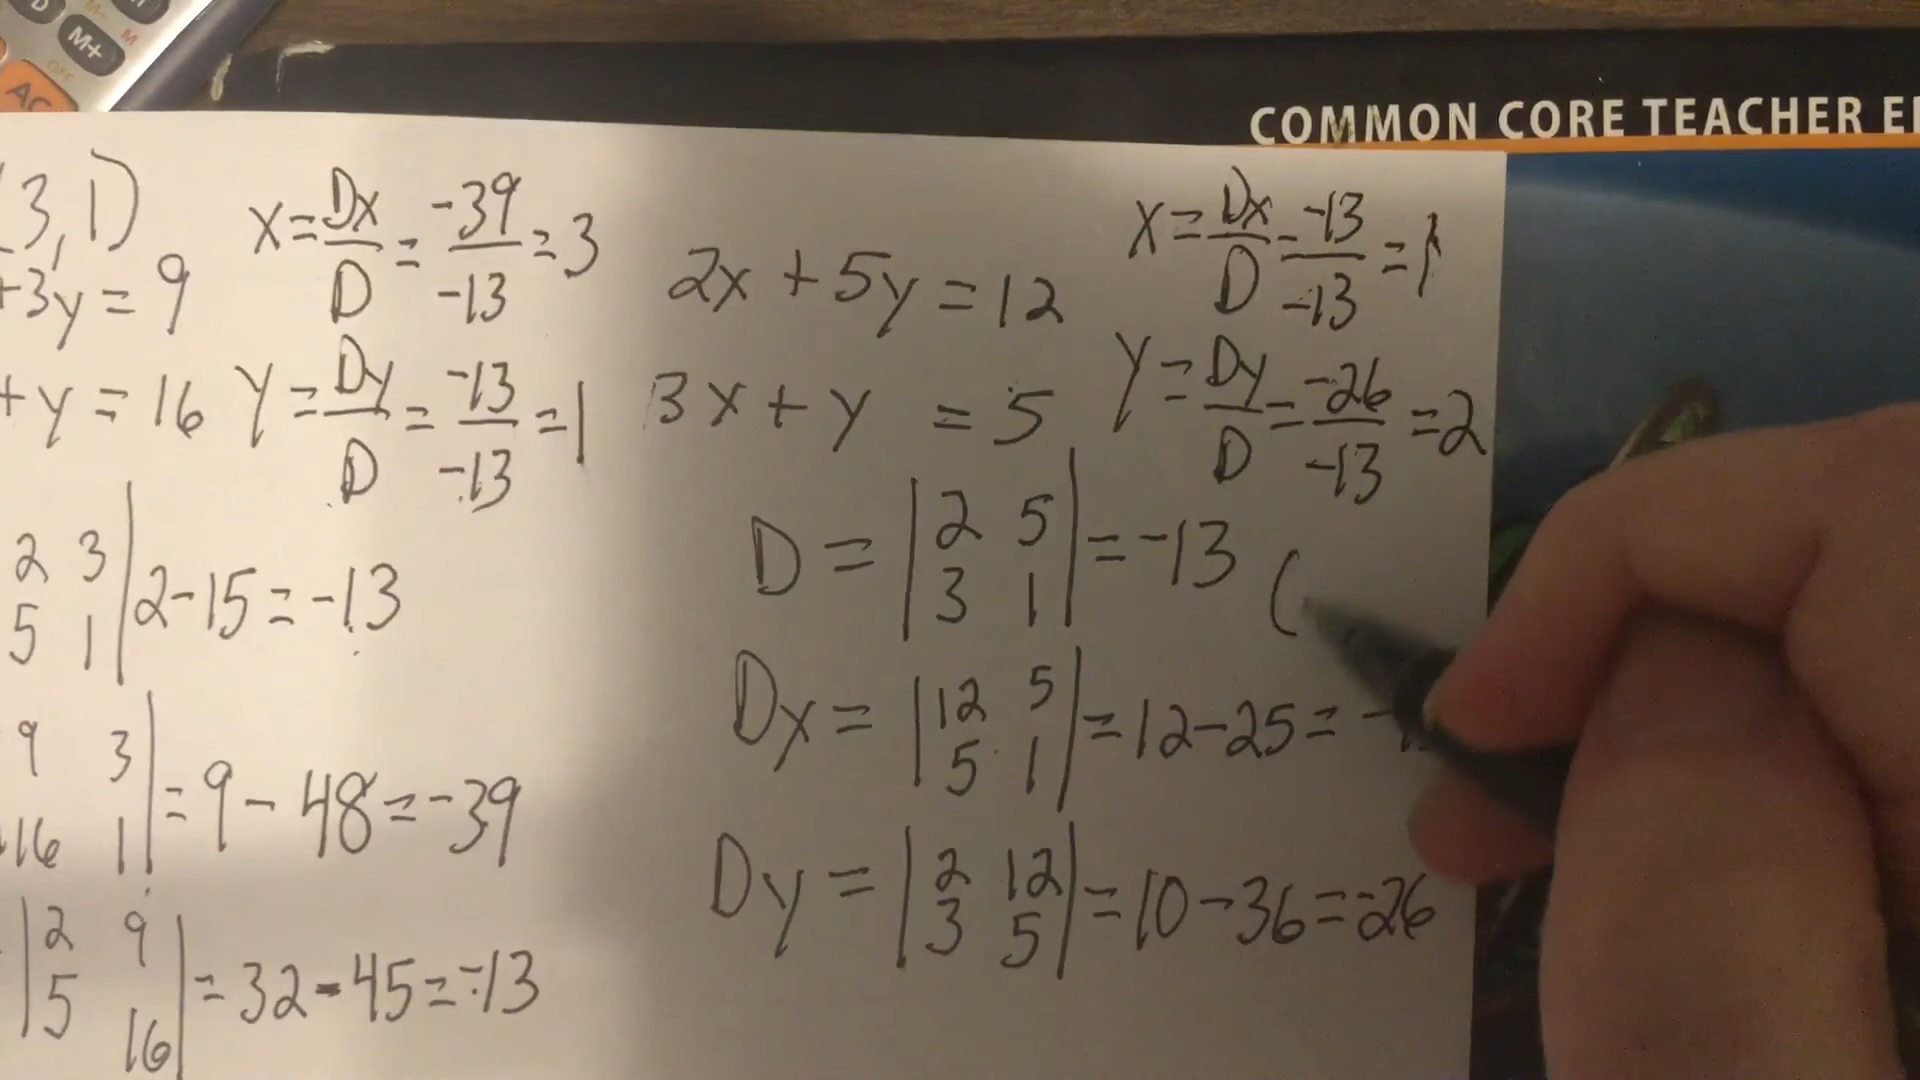 M+
AC
OFF
COMMON CORE TEACHER E
3, 1)
+3y = 9
+ y = 16
x = Dx/D = -39/-13 = 3
y = Dy/D = -13/-13 = 1
2 3
5 1 | 2-15 = -13
9 3
16 1 | = 9 - 48 = -39
| 2 9
5 16 | = 32 - 45 = -13
2x + 5y = 12
3x + y = 5
x = Dx/D = -13/-13 = 1
y = Dy/D = -26/-13 = 2
D = | 2 5
3 1 | = -13 (
Dx = | 12 5
5 1 | = 12-25 = -
Dy = | 2 12
3 5 | = 10 - 36 = -26